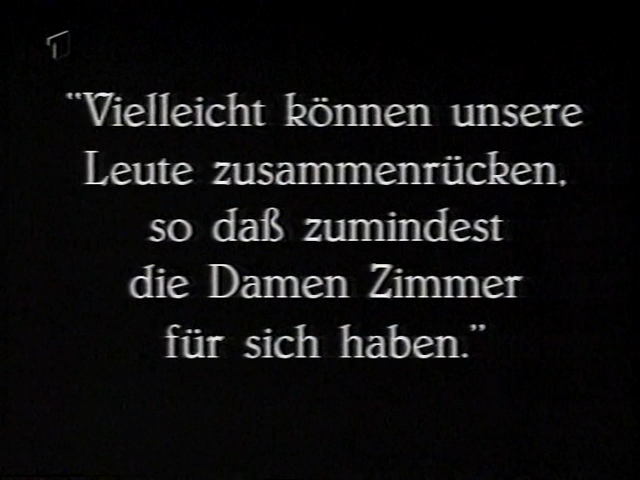 "Vielleicht können unsere
Leute zusammenrücken,
so daß zumindest
die Damen Zimmer
für sich haben."